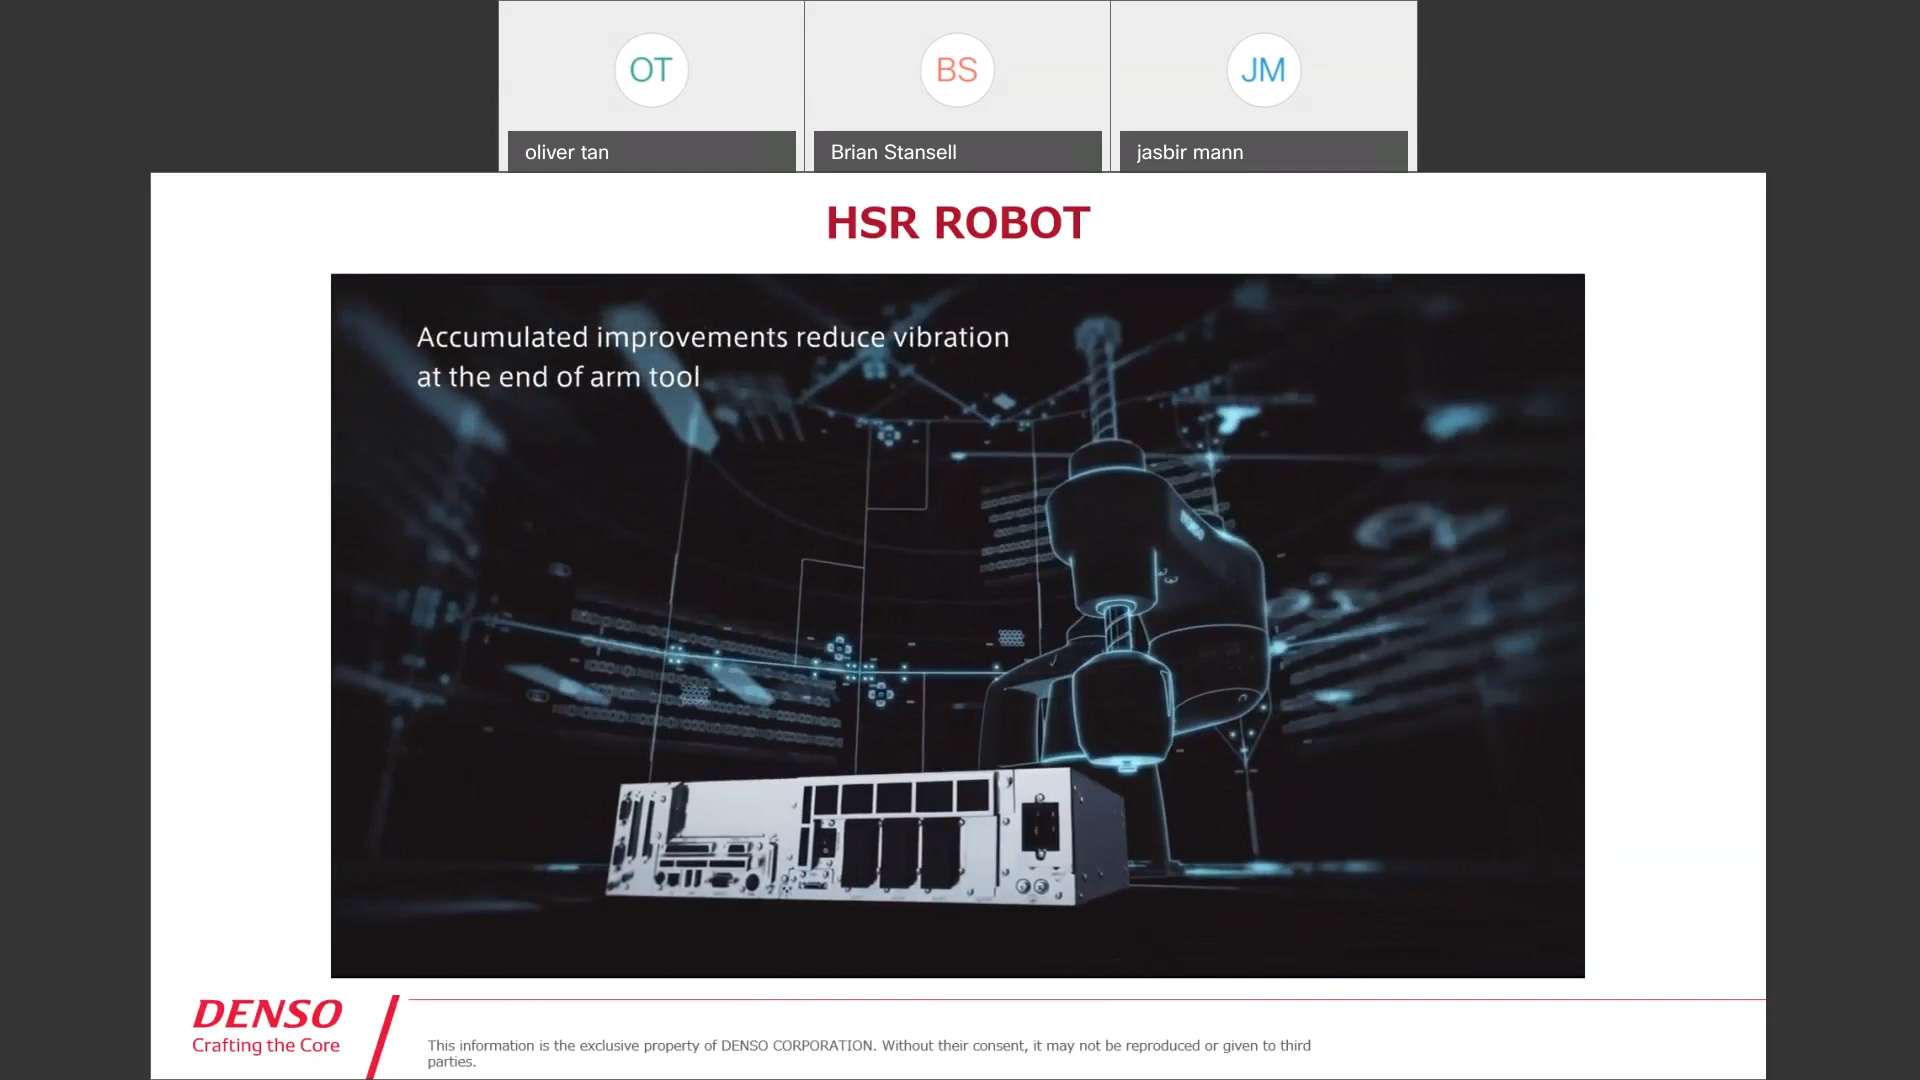 OT
BS
JM
oliver tan
Brian Stansell
jasbir mann
HSR ROBOT
Accumulated improvements reduce vibration
at the end of arm tool
DENSO
Crafting the Core
This information is the exclusive property of DENSO CORPORATION. Without their consent, it may not be reproduced or given to third
parties.